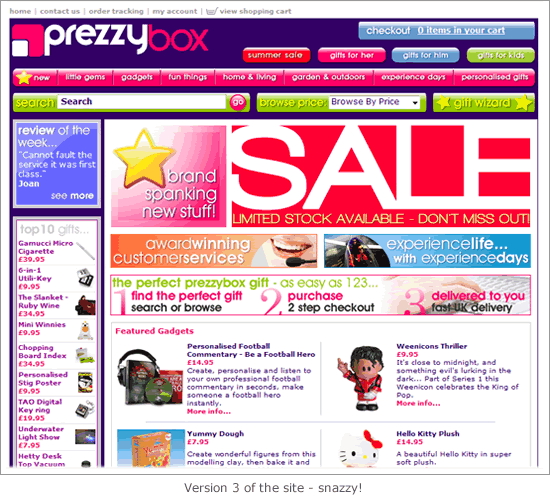 home | contact us | order tracking | my account | view shopping cart
prezzybox
checkout 0 items in your cart
summer sale gifts for her gifts for him gifts for kids
new little gems gadgets fun things home & living garden & outdoors experience days personalised gifts
search Search go browse price: Browse By Price gift wizard
review of the week...
"Cannot fault the
service it was first
class."
Joan
see more
brand
spanking
new stuff!
SALE
LIMITED STOCK AVAILABLE - DON'T MISS OUT!
awardwinning
customerservices
experiencelife...
with experiencedays
the perfect prezzybox gift - as easy as 123...
1 find the perfect gift
search or browse
2 purchase
2 step checkout
3 delivered to you
fast UK delivery
top10 gifts...
Gamucci Micro
Cigarette
£39.95
6-in-1
Utili-Key
£9.95
The Slanket -
Ruby Wine
£34.95
Mini Winnies
£9.95
Chopping
Board Index
£34.95
Personalised
Stig Poster
£9.95
TAO Digital
Key ring
£19.95
Underwater
Light Show
£7.95
Hetty Desk
Top Vacuum
Featured Gadgets
Personalised Football
Commentary - Be a Football Hero
£14.95
Create, personalise and listen to
your own professional football
commentary in seconds. make
someone a football hero
instantly.
More info...
Weenicons Thriller
£9.95
It's close to midnight, and
something evil's lurking in the
dark... Part of Series 1 this
Weenicon celebrates the King of
Pop.
More info...
Yummy Dough
£7.95
Create wonderful figures from this
modelling clay, then bake it and
Hello Kitty Plush
£14.95
A beautiful Hello Kitty in super
soft plush.
Version 3 of the site - snazzy!